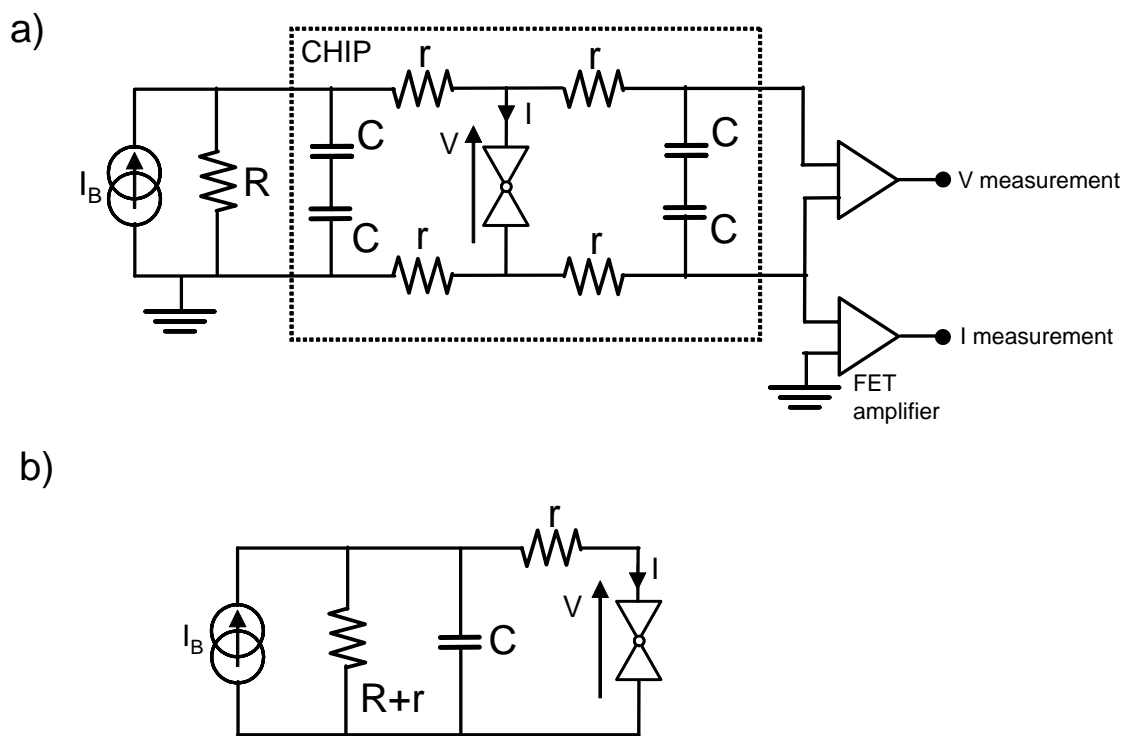 a)
CHIP
r
r
I_B
R
C
C
V
I
C
C
r
r
V measurement
I measurement
FET
amplifier
b)
r
I_B
R+r
C
V
I